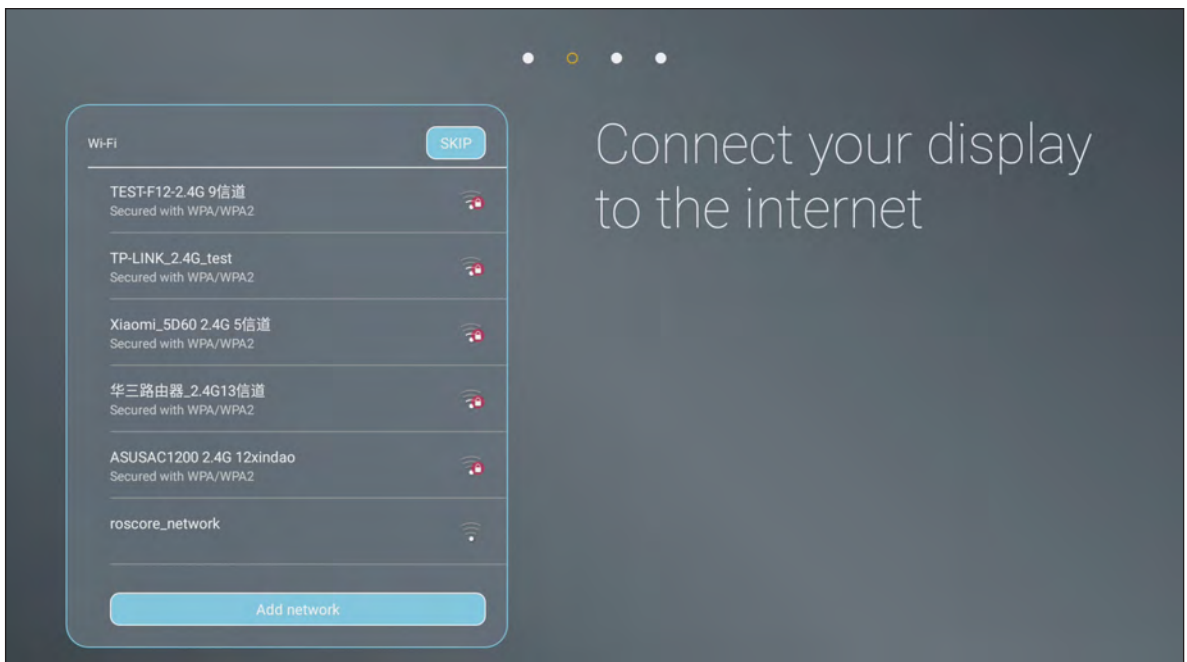 Wi-Fi
SKIP
TEST-F12-2.4G 9信道
Secured with WPA/WPA2
TP-LINK_2.4G_test
Secured with WPA/WPA2
Xiaomi_5D60 2.4G 5信道
Secured with WPA/WPA2
华三路由器_2.4G13信道
Secured with WPA/WPA2
ASUSAC1200 2.4G 12xindao
Secured with WPA/WPA2
roscore_network
Add network
Connect your display
to the internet